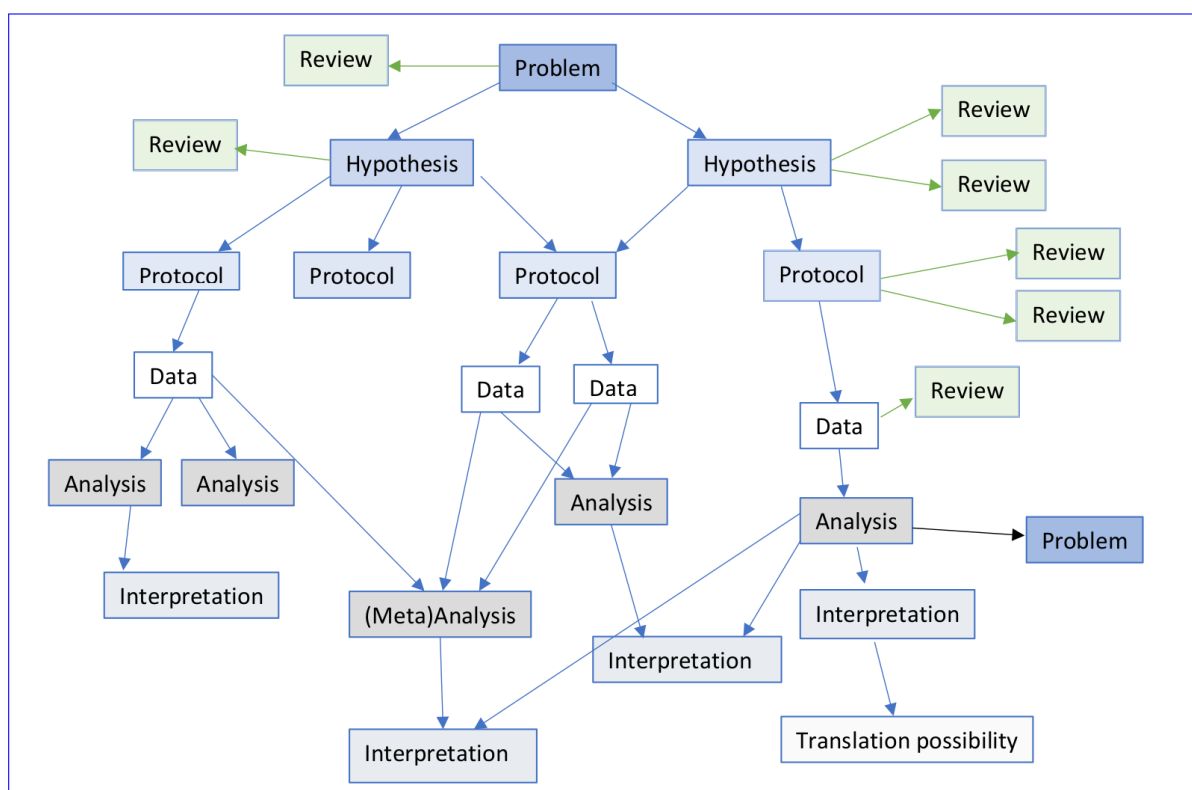 Review
Problem
Review
Review
Hypothesis
Hypothesis
Review
Protocol
Protocol
Protocol
Protocol
Review
Review
Data
Data
Data
Review
Data
Analysis
Analysis
Analysis
Analysis
Problem
Interpretation
(Meta)Analysis
Interpretation
Interpretation
Interpretation
Translation possibility